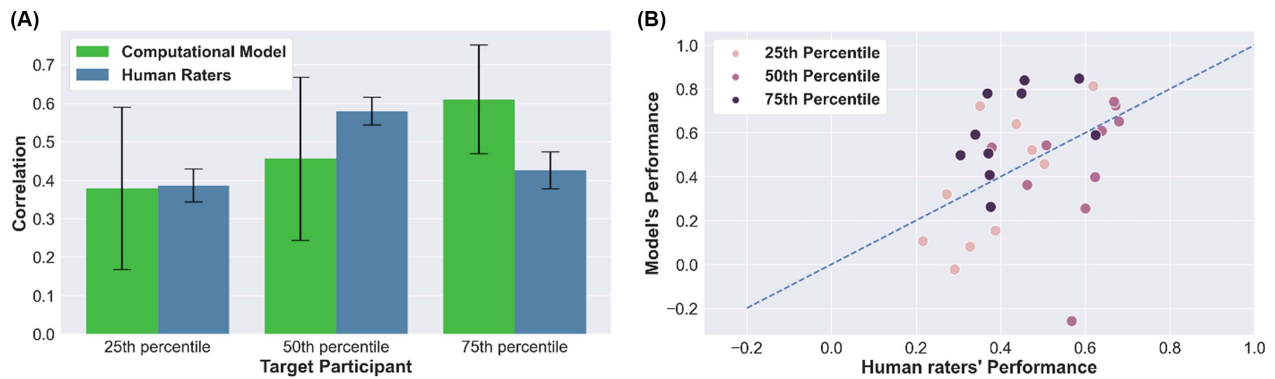 (A)
Computational Model
Human Raters
Correlation
0.7
0.6
0.5
0.4
0.3
0.2
0.1
0.0
25th percentile
50th percentile
75th percentile
Target Participant
(B)
25th Percentile
50th Percentile
75th Percentile
Model's Performance
1.0
0.8
0.6
0.4
0.2
0.0
−0.2
−0.2
0.0
0.2
0.4
0.6
0.8
1.0
Human raters' Performance